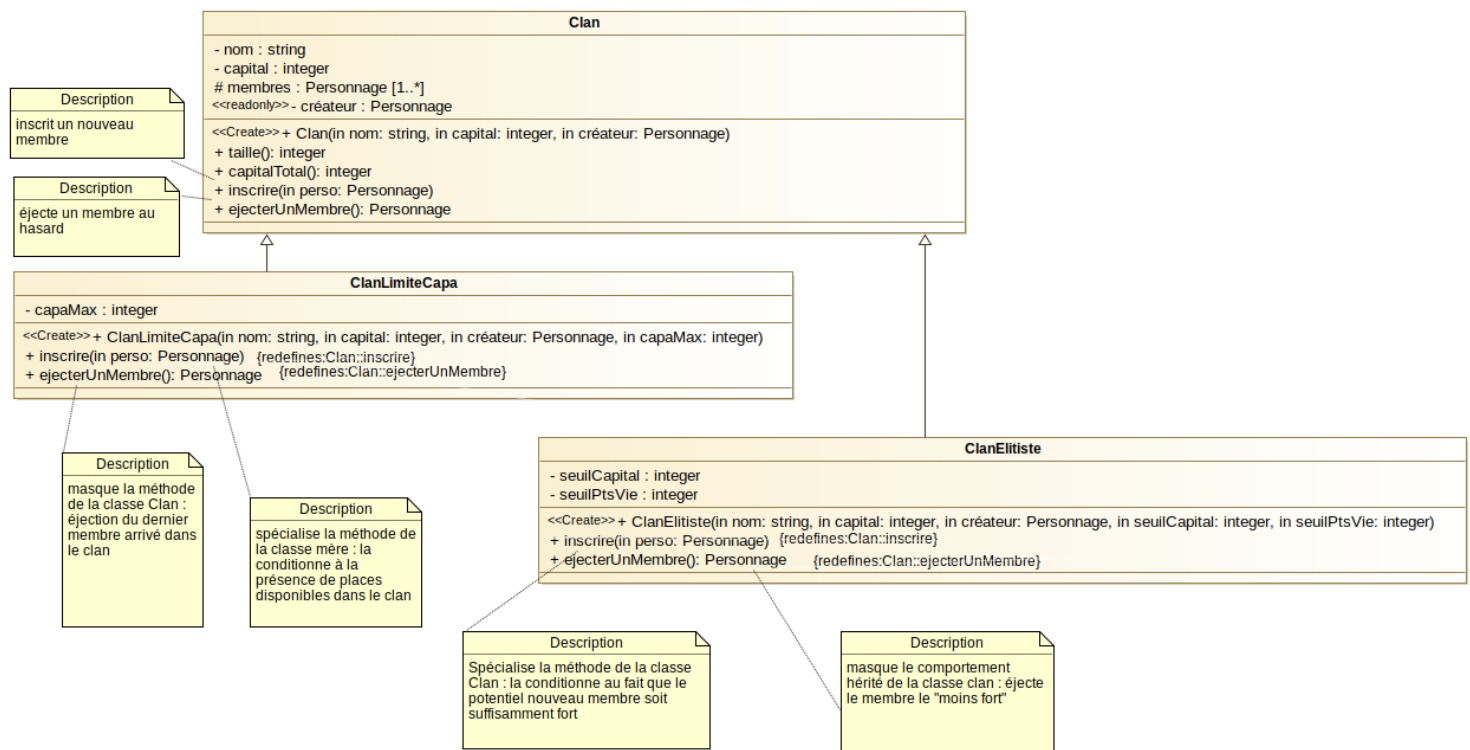 Clan
- nom : string
- capital : integer
# membres : Personnage [1..*]
<<readonly>> - créateur : Personnage
<<Create>> + Clan(in nom: string, in capital: integer, in créateur: Personnage)
+ taille(): integer
+ capitalTotal(): integer
+ inscrire(in perso: Personnage)
+ ejecterUnMembre(): Personnage
Description
inscrit un nouveau
membre
Description
éjecte un membre au
hasard
ClanLimiteCapa
- capaMax : integer
<<Create>> + ClanLimiteCapa(in nom: string, in capital: integer, in créateur: Personnage, in capaMax: integer)
+ inscrire(in perso: Personnage) {redefines:Clan::inscrire}
+ ejecterUnMembre(): Personnage {redefines:Clan::ejecterUnMembre}
Description
masque la méthode
de la classe Clan :
éjection du dernier
membre arrivé dans
le clan
Description
spécialise la méthode de
la classe mère : la
conditionne à la
présence de places
disponibles dans le clan
ClanElitiste
- seuilCapital : integer
- seuilPtsVie : integer
<<Create>> + ClanElitiste(in nom: string, in capital: integer, in créateur: Personnage, in seuilCapital: integer, in seuilPtsVie: integer)
+ inscrire(in perso: Personnage) {redefines:Clan::inscrire}
+ ejecterUnMembre(): Personnage {redefines:Clan::ejecterUnMembre}
Description
Spécialise la méthode de la classe
Clan : la conditionne au fait que le
potentiel nouveau membre soit
suffisamment fort
Description
masque le comportement
hérité de la classe clan : éjecte
le membre le "moins fort"